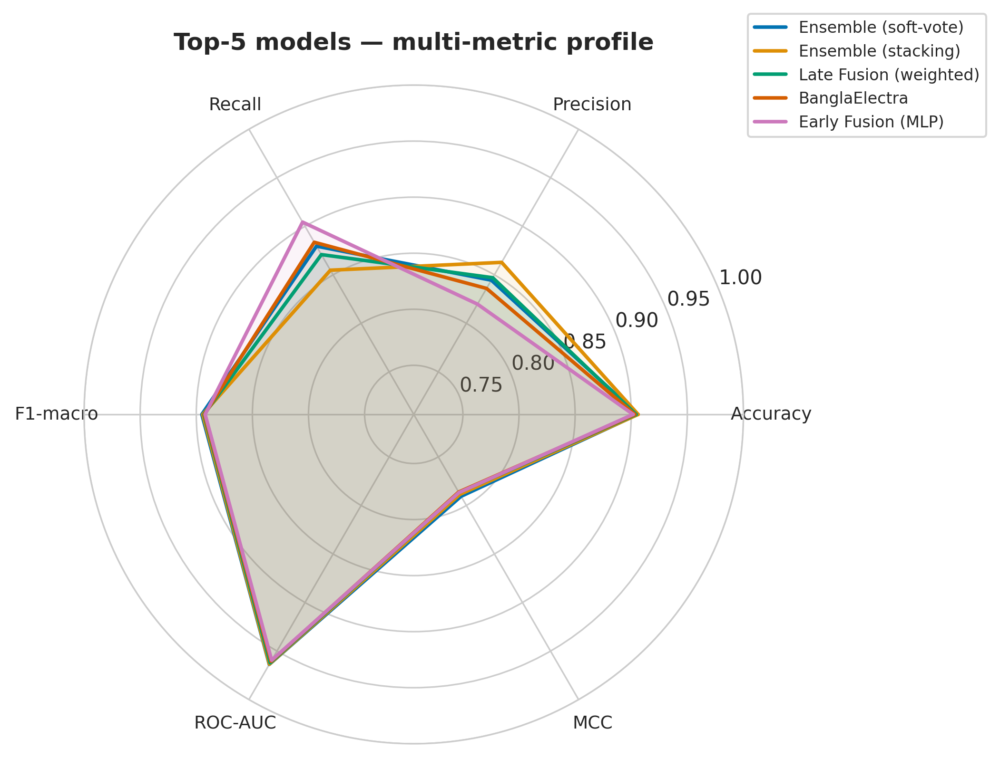 Top-5 models — multi-metric profile
Ensemble (soft-vote)
Ensemble (stacking)
Late Fusion (weighted)
BanglaElectra
Early Fusion (MLP)
Recall
Precision
1.00
0.95
0.90
0.85
0.80
0.75
F1-macro
Accuracy
ROC-AUC
MCC